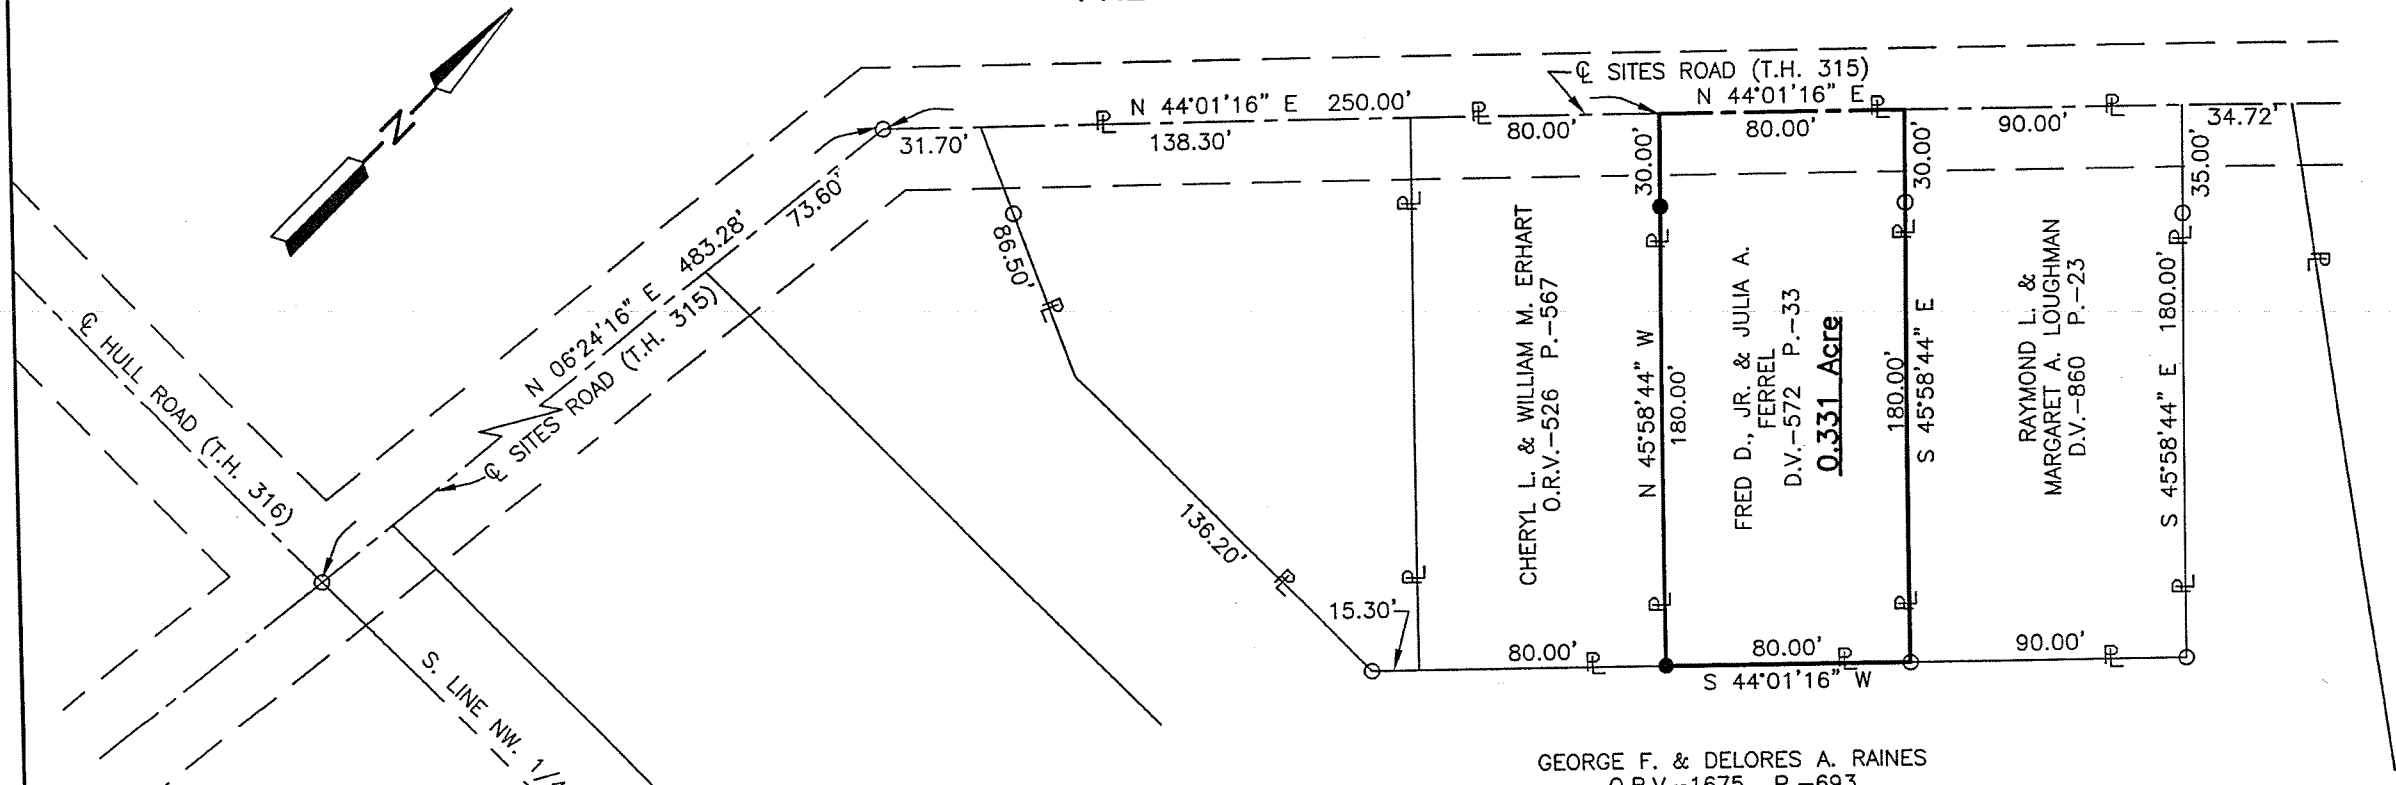 N
℄ SITES ROAD (T.H. 315)
N 44°01'16" E 250.00'
N 44°01'16" E
31.70'
138.30'
80.00'
80.00'
90.00'
34.72'
30.00'
30.00'
35.00'
N 06°24'16" E 483.28'
73.60'
℄ SITES ROAD (T.H. 315)
℄ HULL ROAD (T.H. 316)
S. LINE NW.
86.50'
136.20'
15.30'
CHERYL L. & WILLIAM M. ERHART
O.R.V.-526 P.-567
N 45°58'44" W
180.00'
FRED D., JR. & JULIA A.
FERREL
D.V.-572 P.-33
0.331 Acre
180.00'
S 45°58'44" E
RAYMOND L. &
MARGARET A. LOUGHMAN
D.V.-860 P.-23
S 45°58'44" E 180.00'
80.00'
80.00'
90.00'
S 44°01'16" W
GEORGE F. & DELORES A. RAINES
O.R.V.-1675 P.-693